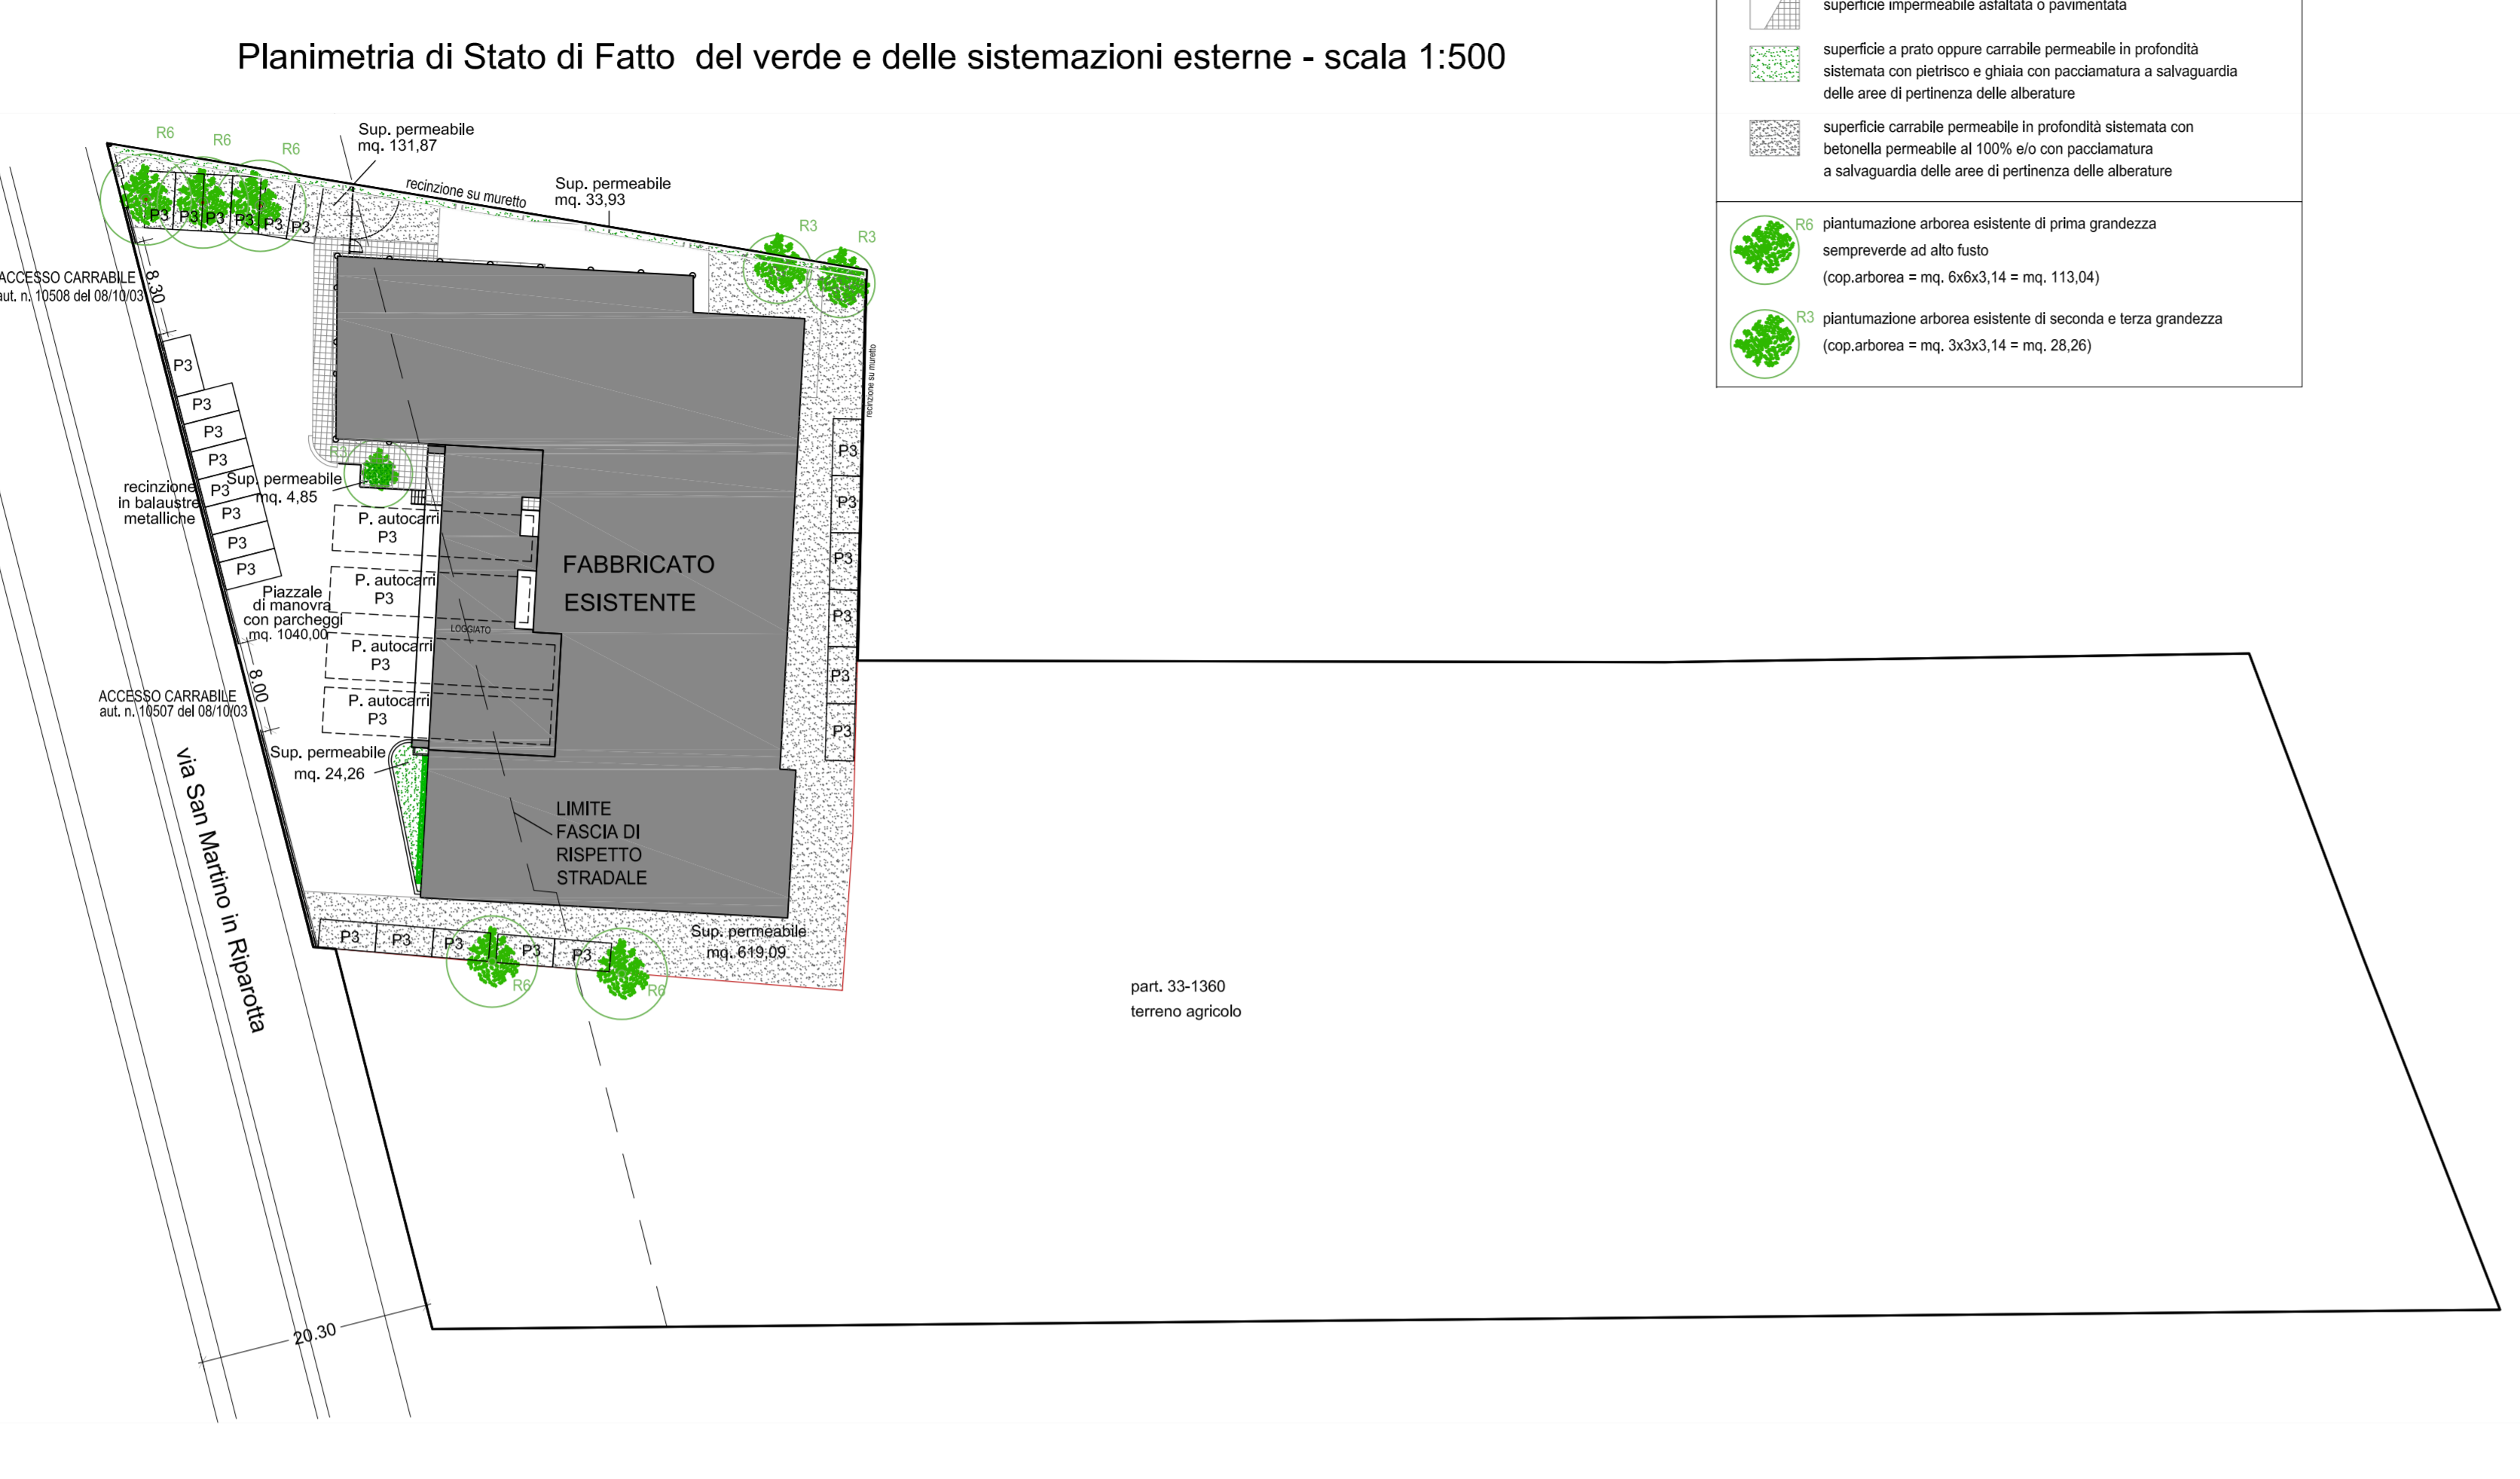 superficie impermeabile asfaltata o pavimentata
Planimetria di Stato di Fatto del verde e delle sistemazioni esterne - scala 1:500
superficie a prato oppure carrabile permeabile in profondità
sistemata con pietrisco e ghiaia con pacciamatura a salvaguardia
delle aree di pertinenza delle alberature
superficie carrabile permeabile in profondità sistemata con
betonella permeabile al 100% e/o con pacciamatura
a salvaguardia delle aree di pertinenza delle alberature
R6 piantumazione arborea esistente di prima grandezza
sempreverde ad alto fusto
(cop.arborea = mq. 6x6x3,14 = mq. 113,04)
R3 piantumazione arborea esistente di seconda e terza grandezza
(cop.arborea = mq. 3x3x3,14 = mq. 28,26)
R6
R6
R6
Sup. permeabile
mq. 131,87
recinzione su muretto
Sup. permeabile
mq. 33,93
R3
R3
P3
P3
P3
P3
P3
P3
ACCESSO CARRABILE
aut. n. 10508 del 08/10/03
8.30
recinzione su muretto
P3
P3
P3
P3
P3
P3
P3
P3
R3
Sup. permeabile
mq. 4,85
recinzione
in balaustre
metalliche
P. autocarri
P3
P. autocarri
P3
P. autocarri
P3
P. autocarri
P3
FABBRICATO
ESISTENTE
LOGGIATO
P3
P3
P3
P3
P3
P3
Piazzale
di manovra
con parcheggi
mq. 1040,00
8.00
ACCESSO CARRABILE
aut. n. 10507 del 08/10/03
Sup. permeabile
mq. 24,26
via San Martino in Riparotta
LIMITE
FASCIA DI
RISPETTO
STRADALE
P3
P3
P3
P3
P3
R6
R6
Sup. permeabile
mq. 619,09
part. 33-1360
terreno agricolo
20.30